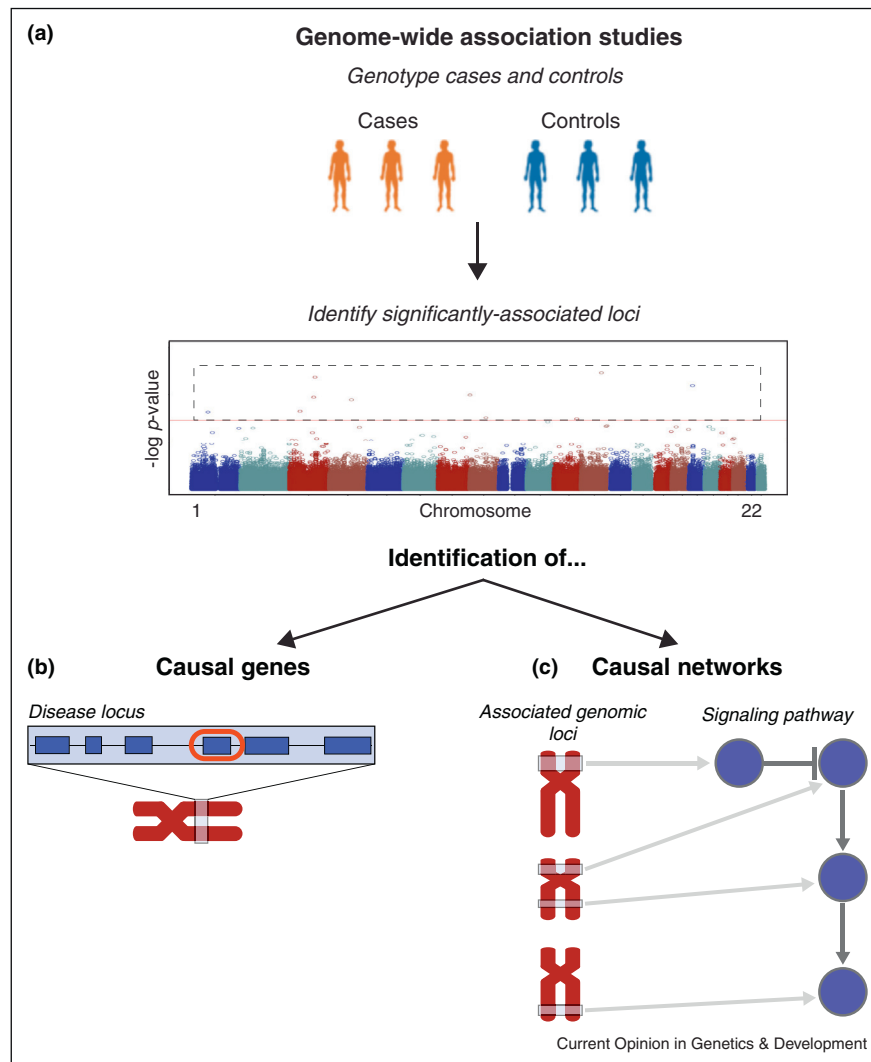 (a)
Genome-wide association studies
Genotype cases and controls
Cases
Controls
Identify significantly-associated loci
-log p-value
1
Chromosome
22
Identification of...
(b)
Causal genes
Disease locus
(c)
Causal networks
Associated genomic
loci
Signaling pathway
Current Opinion in Genetics & Development